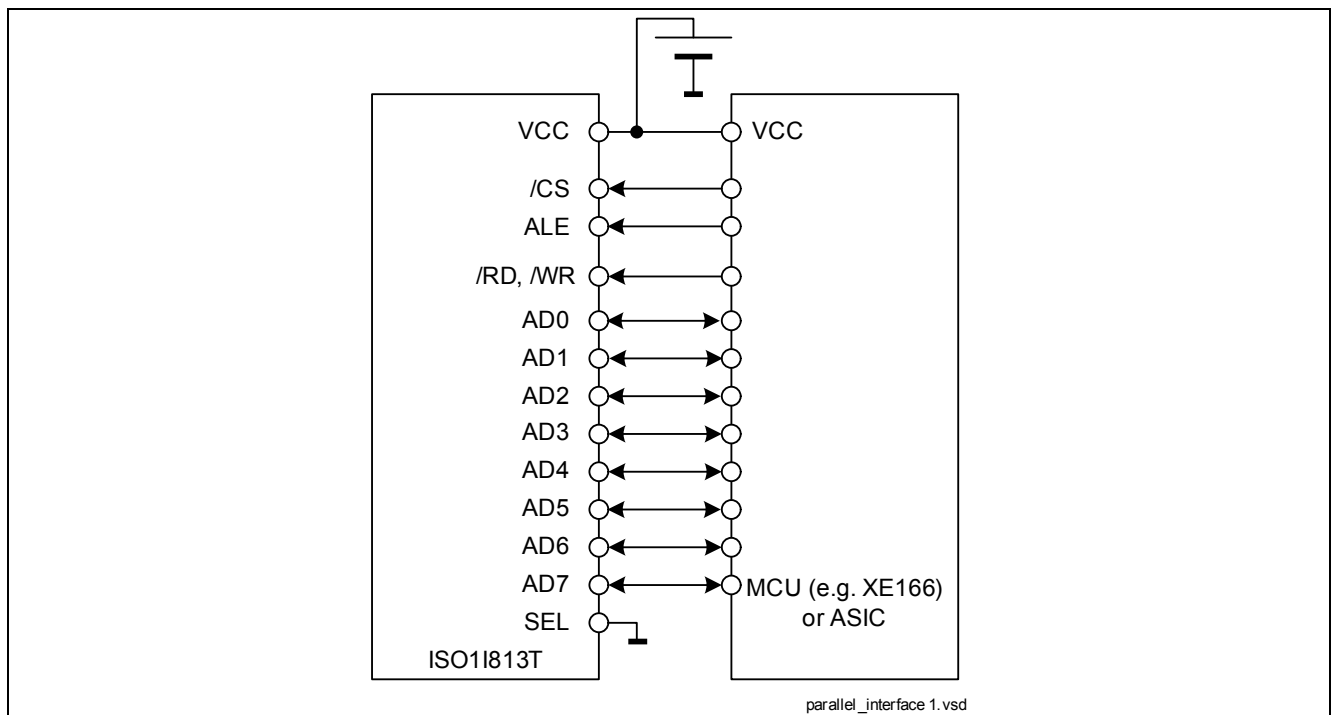 VCC
VCC
/CS
ALE
/RD, /WR
AD0
AD1
AD2
AD3
AD4
AD5
AD6
AD7
MCU (e.g. XE166)
or ASIC
SEL
ISO1I813T
parallel_interface 1.vsd